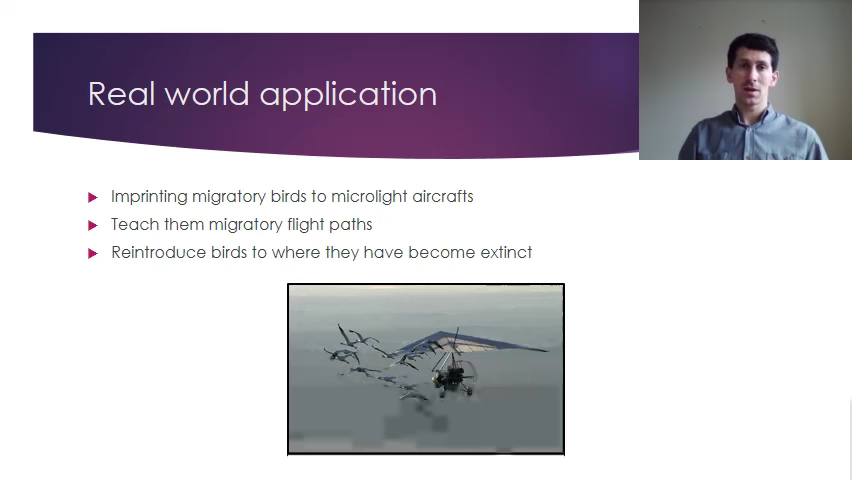 Real world application
Imprinting migratory birds to microlight aircrafts
Teach them migratory flight paths
Reintroduce birds to where they have become extinct